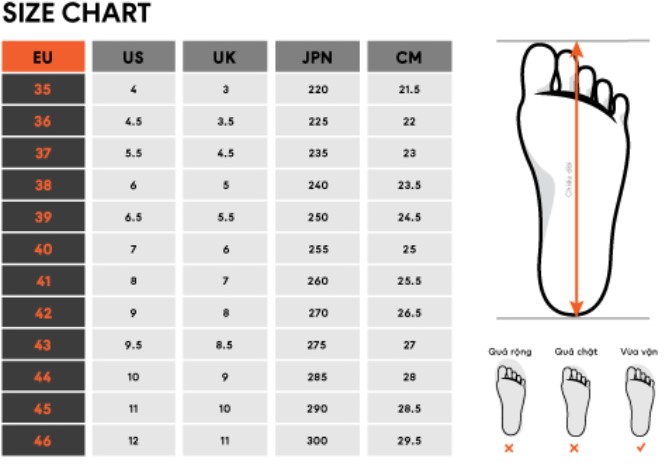 SIZE CHART
EU US UK JPN CM
35 4 3 220 21.5
36 4.5 3.5 225 22
37 5.5 4.5 235 23
38 6 5 240 23.5
39 6.5 5.5 250 24.5
40 7 6 255 25
41 8 7 260 25.5
42 9 8 270 26.5
43 9.5 8.5 275 27
44 10 9 285 28
45 11 10 290 28.5
46 12 11 300 29.5
Chiều dài
Quá rộng Quá chật Vừa vặn